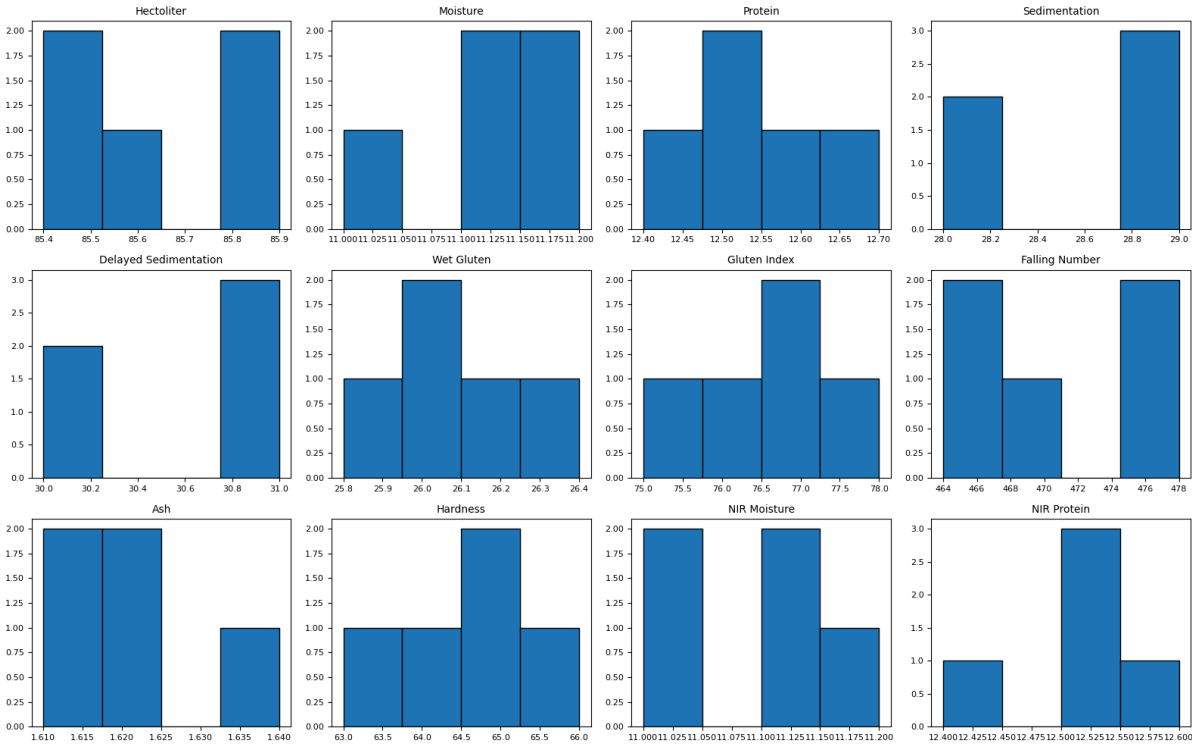 Hectoliter
Moisture
Protein
Sedimentation
2.00 1.75 1.50 1.25 1.00 0.75 0.50 0.25 0.00
2.00 1.75 1.50 1.25 1.00 0.75 0.50 0.25 0.00
2.00 1.75 1.50 1.25 1.00 0.75 0.50 0.25 0.00
3.0 2.5 2.0 1.5 1.0 0.5 0.0
85.4 85.5 85.6 85.7 85.8 85.9
11.000 11.025 11.050 11.075 11.100 11.125 11.150 11.175 11.200
12.40 12.45 12.50 12.55 12.60 12.65 12.70
28.0 28.2 28.4 28.6 28.8 29.0
Delayed Sedimentation
Wet Gluten
Gluten Index
Falling Number
3.0 2.5 2.0 1.5 1.0 0.5 0.0
2.00 1.75 1.50 1.25 1.00 0.75 0.50 0.25 0.00
2.00 1.75 1.50 1.25 1.00 0.75 0.50 0.25 0.00
2.00 1.75 1.50 1.25 1.00 0.75 0.50 0.25 0.00
30.0 30.2 30.4 30.6 30.8 31.0
25.8 25.9 26.0 26.1 26.2 26.3 26.4
75.0 75.5 76.0 76.5 77.0 77.5 78.0
464 466 468 470 472 474 476 478
Ash
Hardness
NIR Moisture
NIR Protein
2.00 1.75 1.50 1.25 1.00 0.75 0.50 0.25 0.00
2.00 1.75 1.50 1.25 1.00 0.75 0.50 0.25 0.00
2.00 1.75 1.50 1.25 1.00 0.75 0.50 0.25 0.00
3.0 2.5 2.0 1.5 1.0 0.5 0.0
1.610 1.615 1.620 1.625 1.630 1.635 1.640
63.0 63.5 64.0 64.5 65.0 65.5 66.0
11.000 11.025 11.050 11.075 11.100 11.125 11.150 11.175 11.200
12.400 12.425 12.450 12.475 12.500 12.525 12.550 12.575 12.600